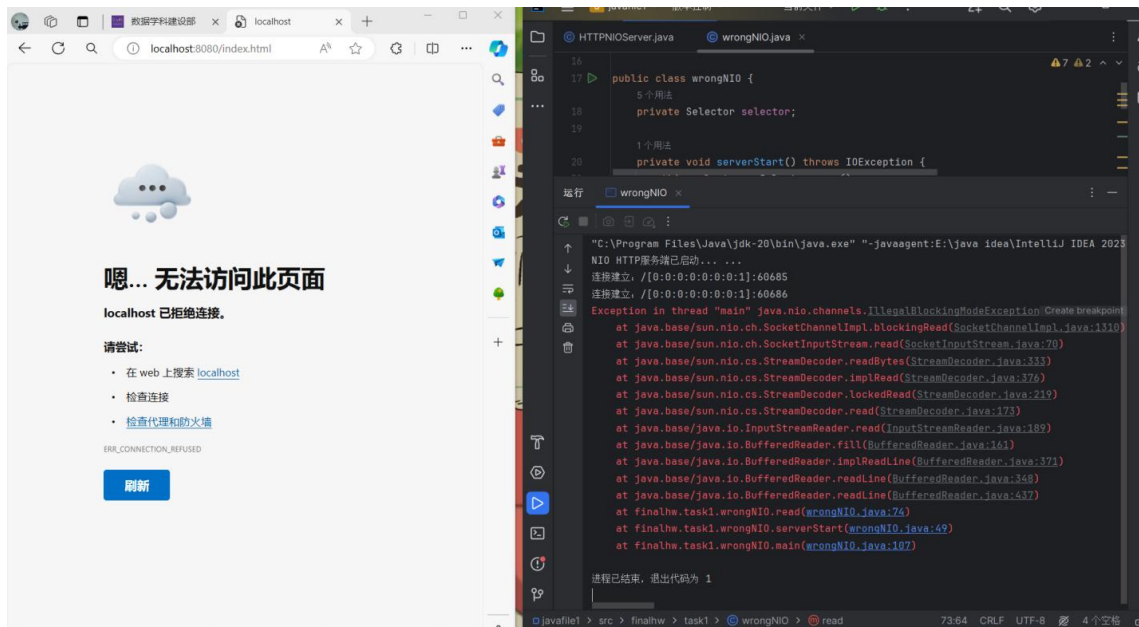 数据学科建设部
localhost
localhost:8080/index.html
嗯... 无法访问此页面
localhost 已拒绝连接。
请尝试:
• 在 web 上搜索 localhost
• 检查连接
• 检查代理和防火墙
ERR_CONNECTION_REFUSED
刷新
HTTPNIOServer.java
wrongNIO.java
16
7 2
17 public class wrongNIO {
5 个用法
18 private Selector selector;
19
1 个用法
20 private void serverStart() throws IOException {
运行 wrongNIO
"C:\Program Files\Java\jdk-20\bin\java.exe" "-javaagent:E:\java idea\IntelliJ IDEA 2023
NIO HTTP服务端已启动... ...
连接建立，/[0:0:0:0:0:0:0:1]:60685
连接建立，/[0:0:0:0:0:0:0:1]:60686
Exception in thread "main" java.nio.channels.IllegalBlockingModeException Create breakpoint
at java.base/sun.nio.ch.SocketChannelImpl.blockingRead(SocketChannelImpl.java:1310)
at java.base/sun.nio.ch.SocketInputStream.read(SocketInputStream.java:70)
at java.base/sun.nio.cs.StreamDecoder.readBytes(StreamDecoder.java:333)
at java.base/sun.nio.cs.StreamDecoder.implRead(StreamDecoder.java:376)
at java.base/sun.nio.cs.StreamDecoder.lockedRead(StreamDecoder.java:219)
at java.base/sun.nio.cs.StreamDecoder.read(StreamDecoder.java:173)
at java.base/java.io.InputStreamReader.read(InputStreamReader.java:189)
at java.base/java.io.BufferedReader.fill(BufferedReader.java:161)
at java.base/java.io.BufferedReader.implReadLine(BufferedReader.java:371)
at java.base/java.io.BufferedReader.readLine(BufferedReader.java:348)
at java.base/java.io.BufferedReader.readLine(BufferedReader.java:437)
at finalhw.task1.wrongNIO.read(wrongNIO.java:74)
at finalhw.task1.wrongNIO.serverStart(wrongNIO.java:49)
at finalhw.task1.wrongNIO.main(wrongNIO.java:107)
进程已结束，退出代码为 1
javafile1 > src > finalhw > task1 > wrongNIO > read 73:64 CRLF UTF-8 4 个空格